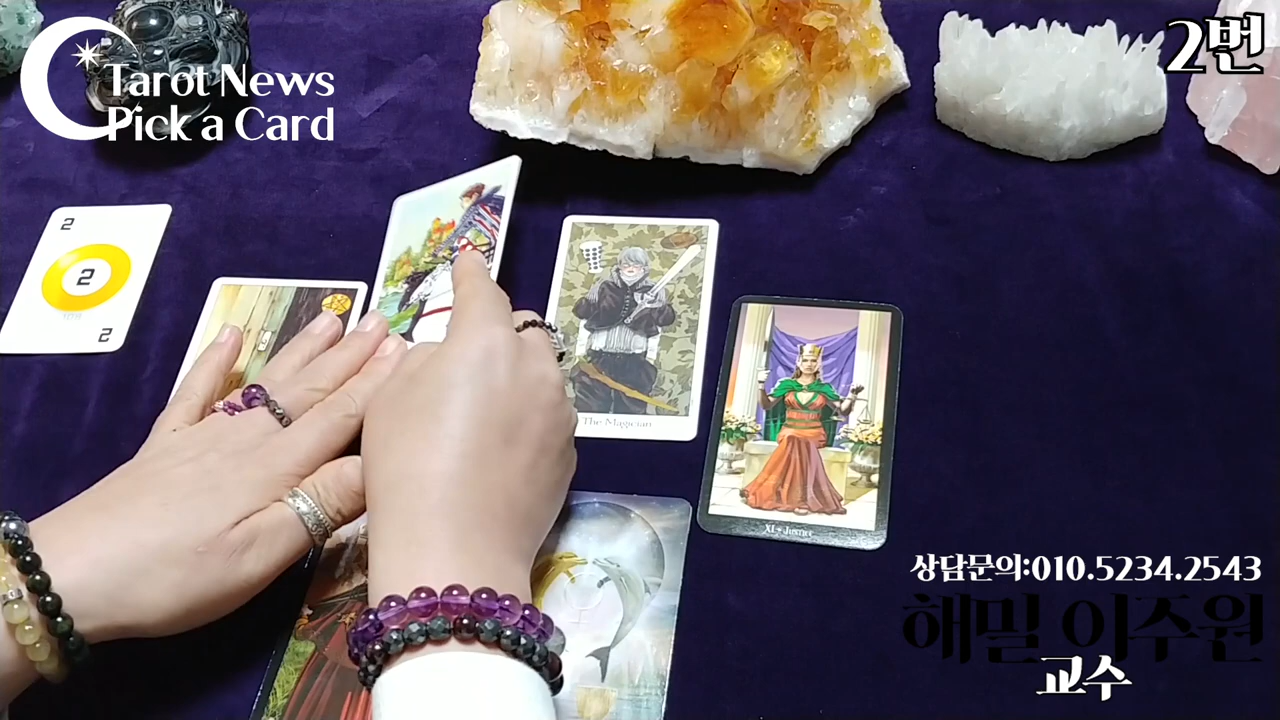 Tarot News
Pick a Card
2번
2
2
2
The Magician
XI - Justice
상담문의:010.5234.2543
해밀 이주원
교수